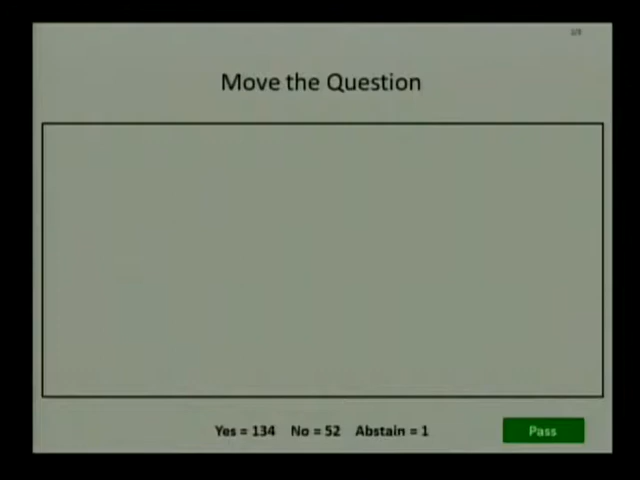 Move the Question
Yes = 134 No = 52 Abstain = 1
Pass